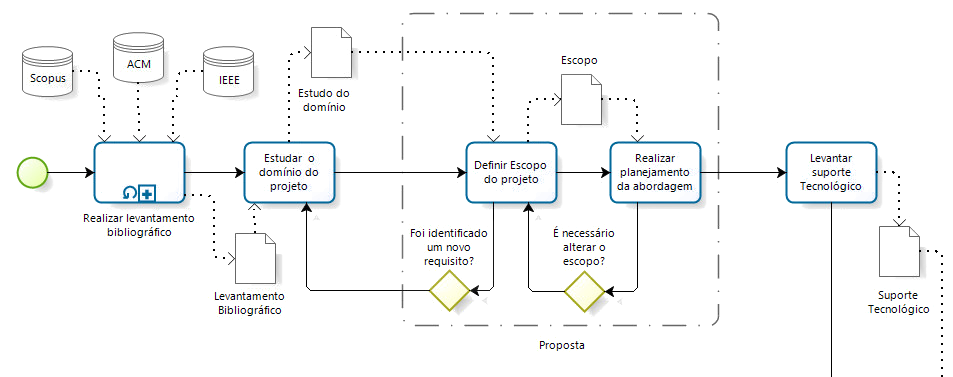 Scopus
ACM
IEEE
Estudo do
domínio
Escopo
Estudar o
domínio do
projeto
Definir Escopo
do projeto
Realizar
planejamento
da abordagem
Levantar
suporte
Tecnológico
Realizar levantamento
bibliográfico
Foi identificado
um novo
requisito?
É necessário
alterar o
escopo?
Levantamento
Bibliográfico
Suporte
Tecnológico
Proposta